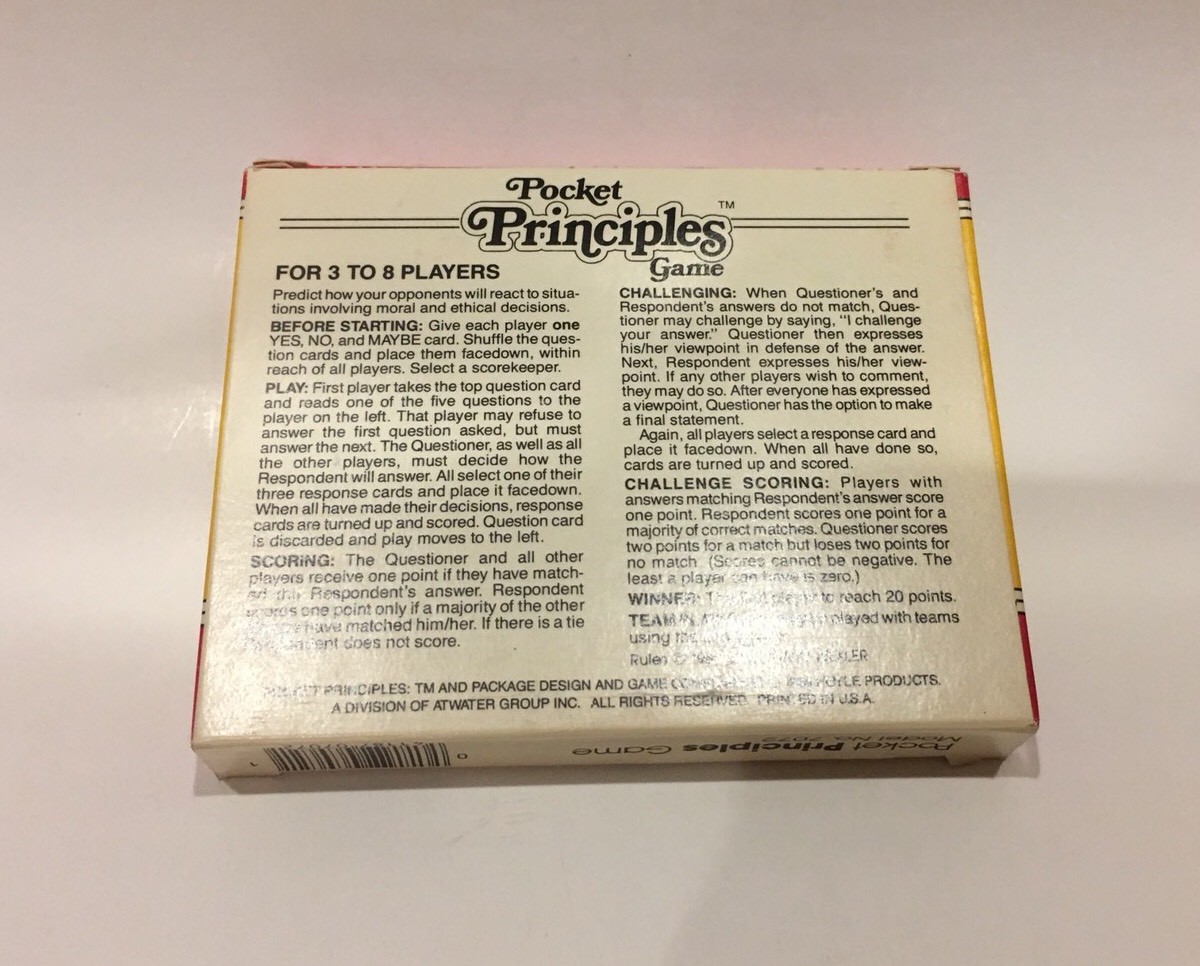 Pocket
Principles™
Game
FOR 3 TO 8 PLAYERS
Predict how your opponents will react to situa-
tions involving moral and ethical decisions.
BEFORE STARTING: Give each player one
YES, NO, and MAYBE card. Shuffle the ques-
tion cards and place them facedown, within
reach of all players. Select a scorekeeper.
PLAY: First player takes the top question card
and reads one of the five questions to the
player on the left. That player may refuse to
answer the first question asked, but must
answer the next. The Questioner, as well as all
the other players, must decide how the
Respondent will answer. All select one of their
three response cards and place it facedown.
When all have made their decisions, response
cards are turned up and scored. Question card
is discarded and play moves to the left.
SCORING: The Questioner and all other
players receive one point if they have match-
Respondent's answer. Respondent
one point only if a majority of the other
have matched him/her. If there is a tie
does not score.
CHALLENGING: When Questioner's and
Respondent's answers do not match, Ques-
tioner may challenge by saying, "I challenge
your answer." Questioner then expresses
his/her viewpoint in defense of the answer.
Next, Respondent expresses his/her view-
point. If any other players wish to comment,
they may do so. After everyone has expressed
a viewpoint, Questioner has the option to make
a final statement.
Again, all players select a response card and
place it facedown. When all have done so,
cards are turned up and scored.
CHALLENGE SCORING: Players with
answers matching Respondent's answer score
one point. Respondent scores one point for a
majority of correct matches. Questioner scores
two points for a match but loses two points for
no match. (Scores cannot be negative. The
least a player can have is zero.)
WINNER: to reach 20 points.
played with teams
using
Rules ©
PRINCIPLES: TM AND PACKAGE DESIGN AND GAME HOYLE PRODUCTS.
A DIVISION OF ATWATER GROUP INC. ALL RIGHTS RESERVED. PRINTED IN U.S.A.
Pocket Principles Game
Model No.
0
1